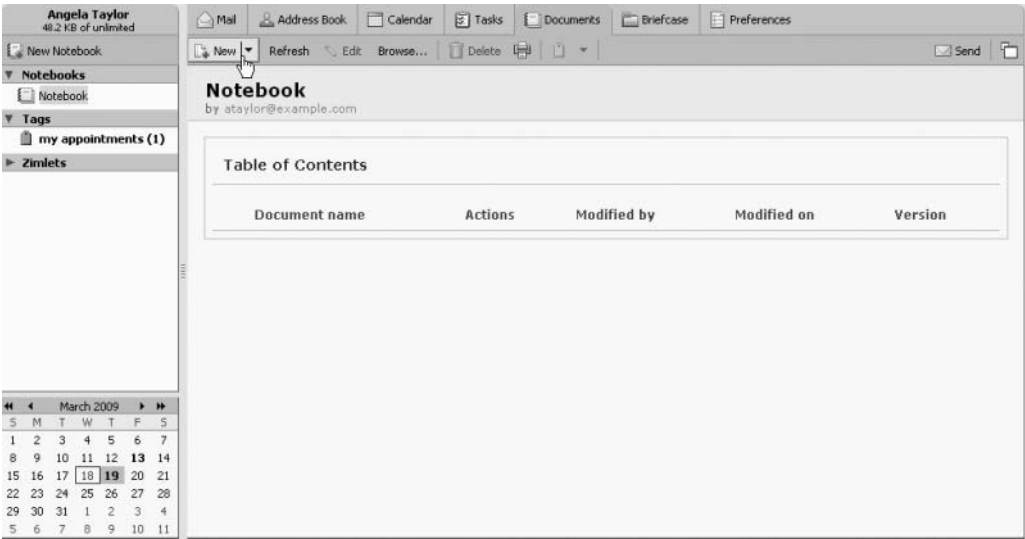 Angela Taylor
48.2 KB of unlimited
New Notebook
Notebooks
Notebook
Tags
my appointments (1)
Zimlets
March 2009
S M T W T F S
1 2 3 4 5 6 7
8 9 10 11 12 13 14
15 16 17 18 19 20 21
22 23 24 25 26 27 28
29 30 31 1 2 3 4
5 6 7 8 9 10 11
Mail Address Book Calendar Tasks Documents Briefcase Preferences
New Refresh Edit Browse... Delete Send
Notebook
by ataylor@example.com
Table of Contents
Document name Actions Modified by Modified on Version